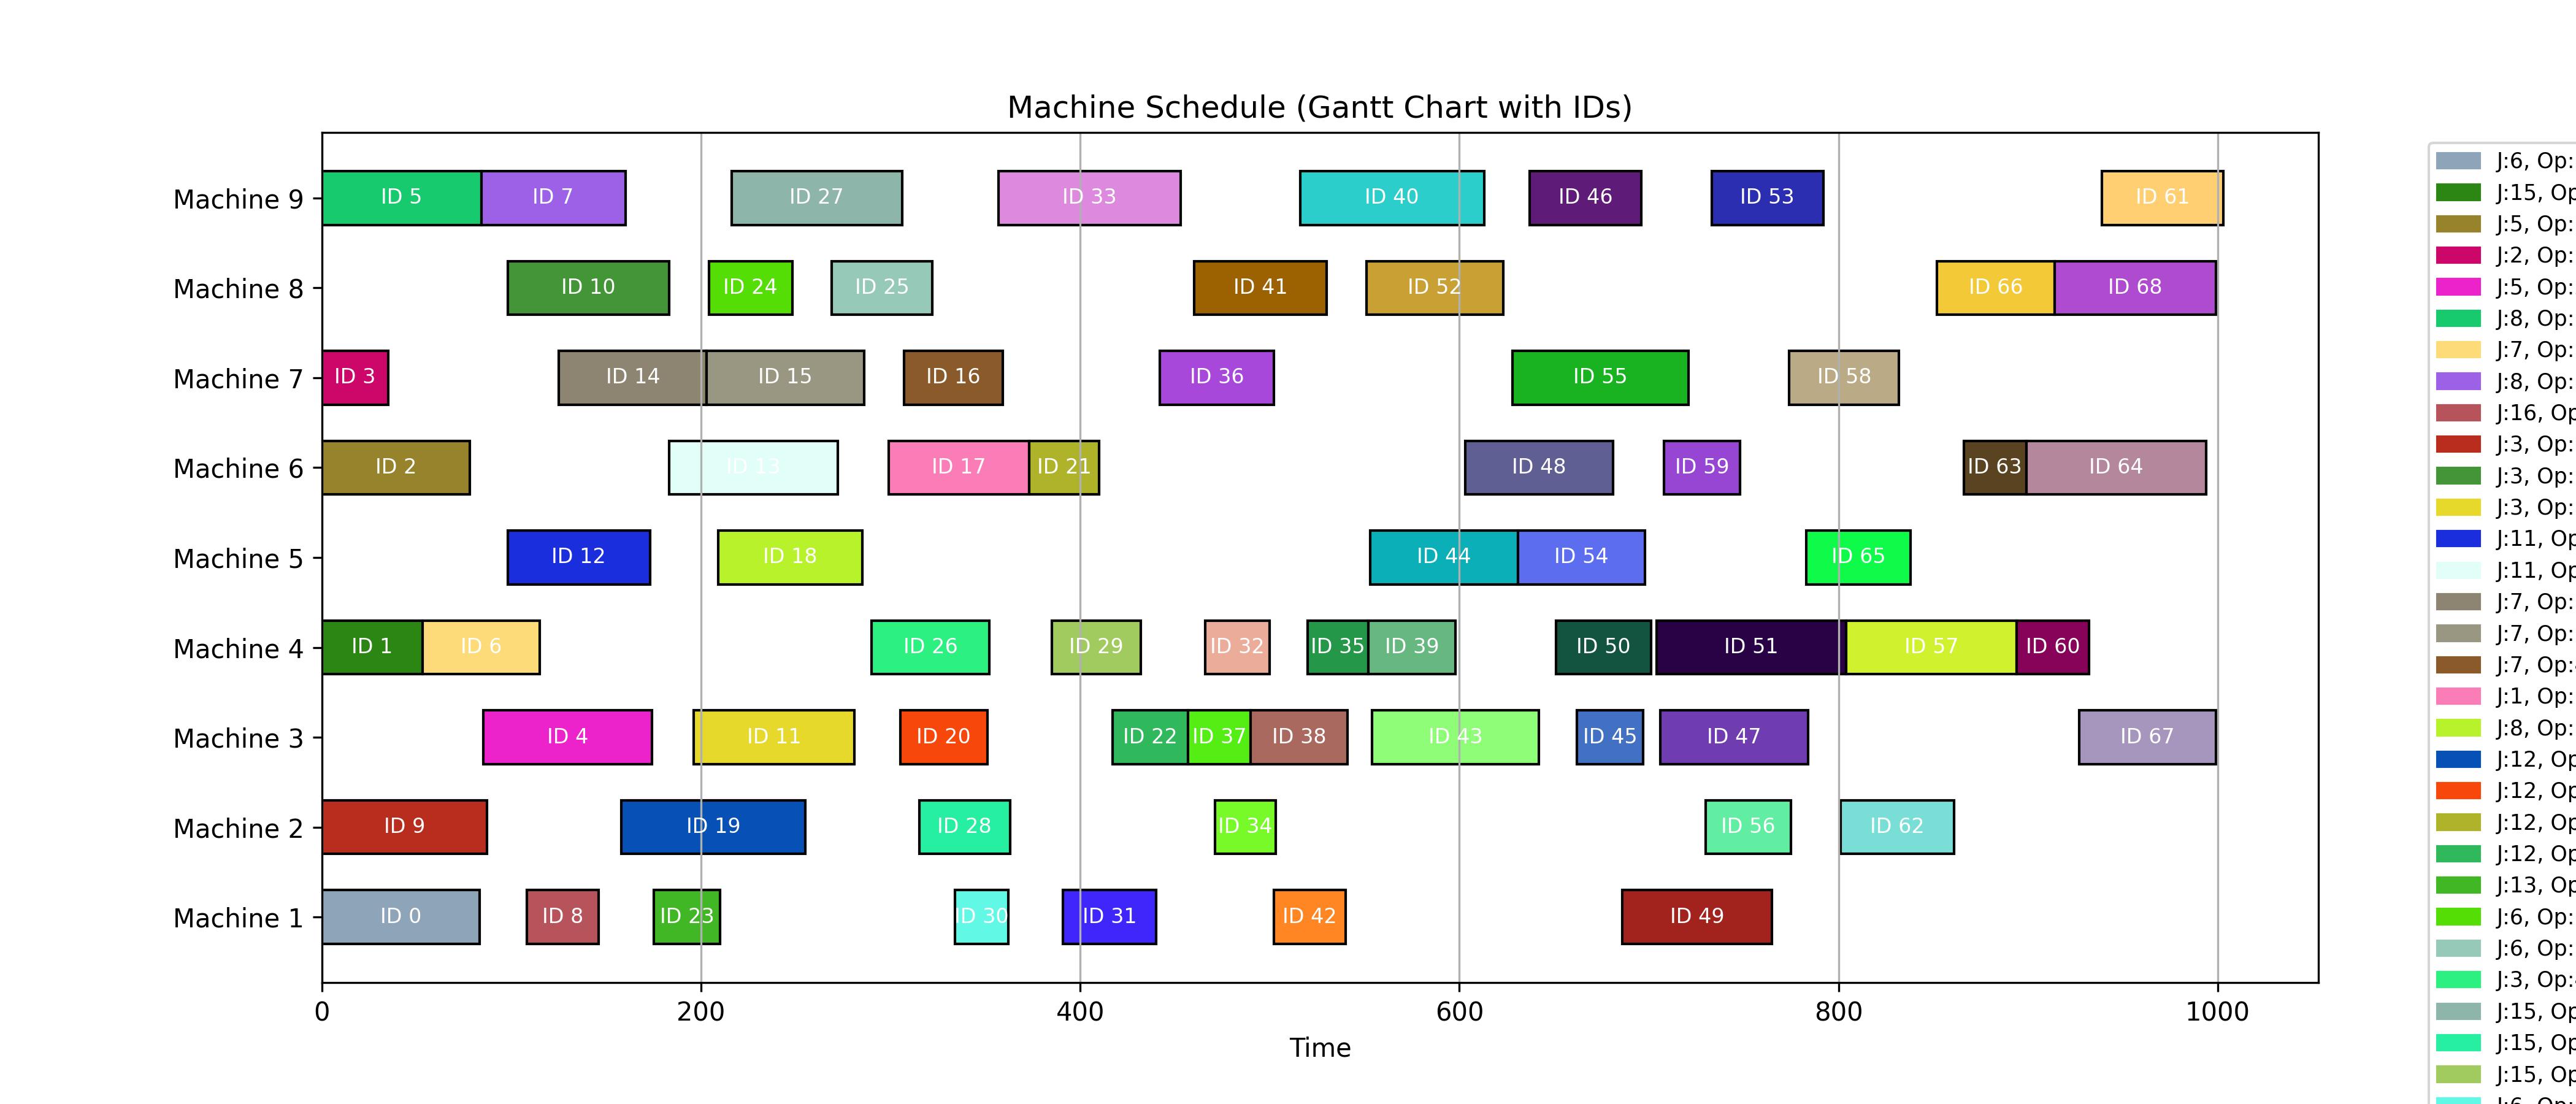 Machine Schedule (Gantt Chart with IDs)
Machine 9 ID 5 ID 7 ID 27 ID 33 ID 40 ID 46 ID 53 ID 61
Machine 8 ID 10 ID 24 ID 25 ID 41 ID 52 ID 66 ID 68
Machine 7 ID 3 ID 14 ID 15 ID 16 ID 36 ID 55 ID 58
Machine 6 ID 2 ID 13 ID 17 ID 21 ID 48 ID 59 ID 63 ID 64
Machine 5 ID 12 ID 18 ID 44 ID 54 ID 65
Machine 4 ID 1 ID 6 ID 26 ID 29 ID 32 ID 35 ID 39 ID 50 ID 51 ID 57 ID 60
Machine 3 ID 4 ID 11 ID 20 ID 22 ID 37 ID 38 ID 43 ID 45 ID 47 ID 67
Machine 2 ID 9 ID 19 ID 28 ID 34 ID 56 ID 62
Machine 1 ID 0 ID 8 ID 23 ID 30 ID 31 ID 42 ID 49
0 200 400 600 800 1000
Time
J:6, Op:
J:15, Op
J:5, Op:
J:2, Op:
J:5, Op:
J:8, Op:
J:7, Op:
J:8, Op:
J:16, Op
J:3, Op:
J:3, Op:
J:3, Op:
J:11, Op
J:11, Op
J:7, Op:
J:7, Op:
J:7, Op:
J:1, Op:
J:8, Op:
J:12, Op
J:12, Op
J:12, Op
J:12, Op
J:13, Op
J:6, Op:
J:6, Op:
J:3, Op:
J:15, Op
J:15, Op
J:15, Op
J:6, Op: